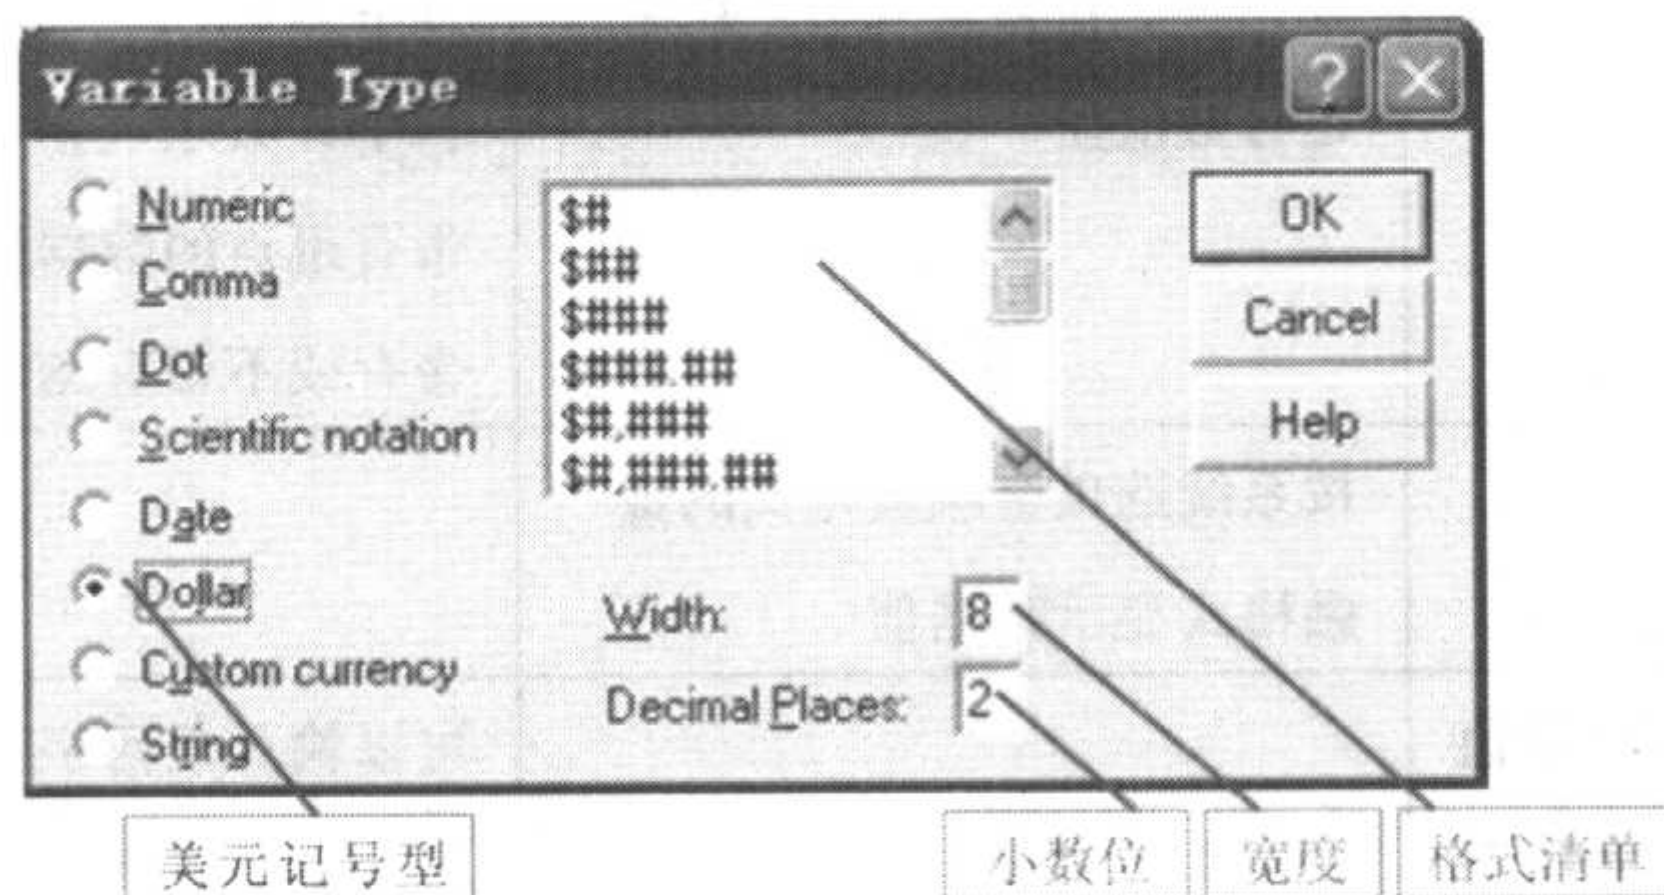 Variable Type
Numeric
Comma
Dot
Scientific notation
Date
Dollar
Custom currency
String
$#
$##
$###
$###.##
$#,###
$#,###.##
Width: 8
Decimal Places: 2
OK
Cancel
Help
美元记号型
小数位
宽度
格式清单